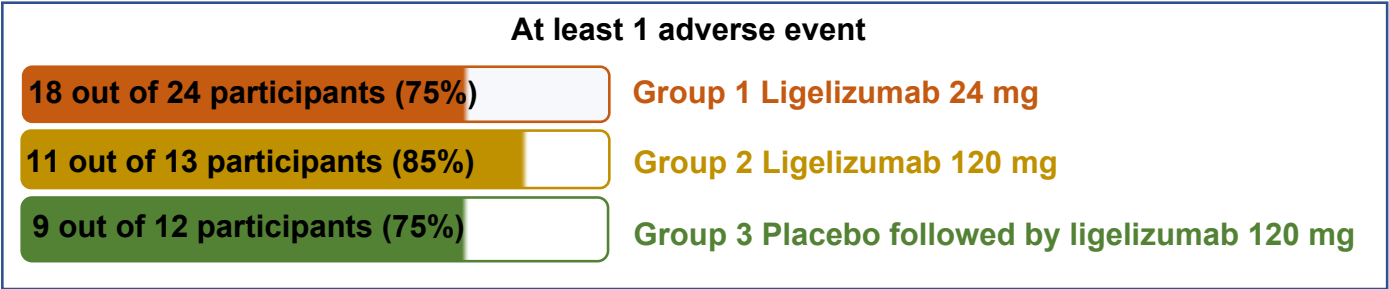 At least 1 adverse event
18 out of 24 participants (75%)
Group 1 Ligelizumab 24 mg
11 out of 13 participants (85%)
Group 2 Ligelizumab 120 mg
9 out of 12 participants (75%)
Group 3 Placebo followed by ligelizumab 120 mg